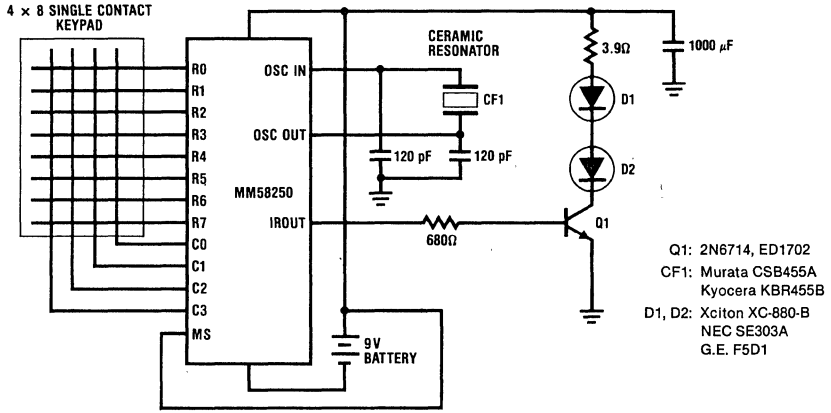 4 × 8 SINGLE CONTACT
KEYPAD
R0
R1
R2
R3
R4
R5
R6
R7
C0
C1
C2
C3
MS
OSC IN
OSC OUT
MM58250
IROUT
CERAMIC
RESONATOR
CF1
120 pF
120 pF
680Ω
9V
BATTERY
3.9Ω
D1
D2
Q1
1000 μF
Q1: 2N6714, ED1702
CF1: Murata CSB455A
Kyocera KBR455B
D1, D2: Xciton XC-880-B
NEC SE303A
G.E. F5D1